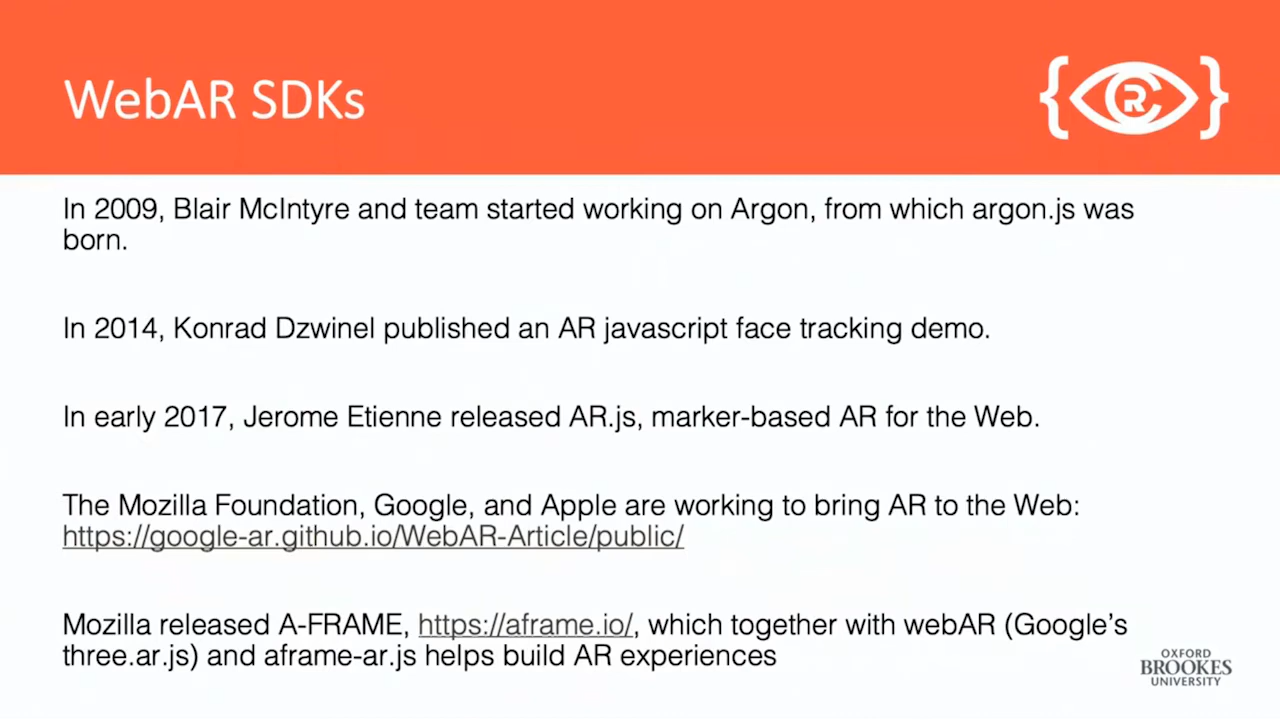 WebAR SDKs
In 2009, Blair McIntyre and team started working on Argon, from which argon.js was
born.
In 2014, Konrad Dzwinel published an AR javascript face tracking demo.
In early 2017, Jerome Etienne released AR.js, marker-based AR for the Web.
The Mozilla Foundation, Google, and Apple are working to bring AR to the Web:
https://google-ar.github.io/WebAR-Article/public/
Mozilla released A-FRAME, https://aframe.io/, which together with webAR (Google’s
three.ar.js) and aframe-ar.js helps build AR experiences
OXFORD
BROOKES
UNIVERSITY